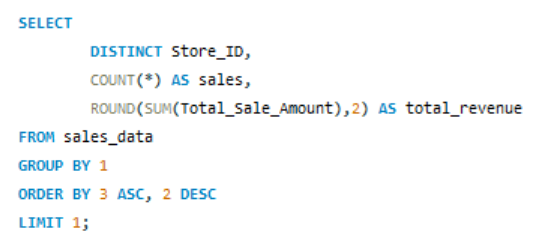 SELECT
DISTINCT Store_ID,
COUNT(*) AS sales,
ROUND(SUM(Total_Sale_Amount),2) AS total_revenue
FROM sales_data
GROUP BY 1
ORDER BY 3 ASC, 2 DESC
LIMIT 1;